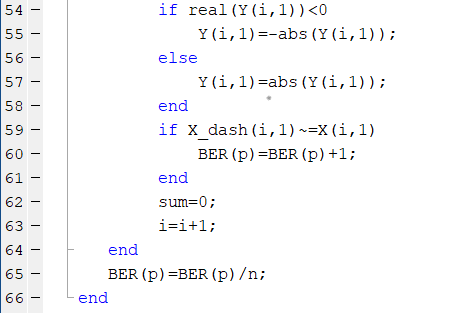 54 – if real(Y(i,1))<0
55 – Y(i,1)=-abs(Y(i,1));
56 – else
57 – Y(i,1)=abs(Y(i,1));
58 – end
59 – if X_dash(i,1)~=X(i,1)
60 – BER(p)=BER(p)+1;
61 – end
62 – sum=0;
63 – i=i+1;
64 – end
65 – BER(p)=BER(p)/n;
66 – end